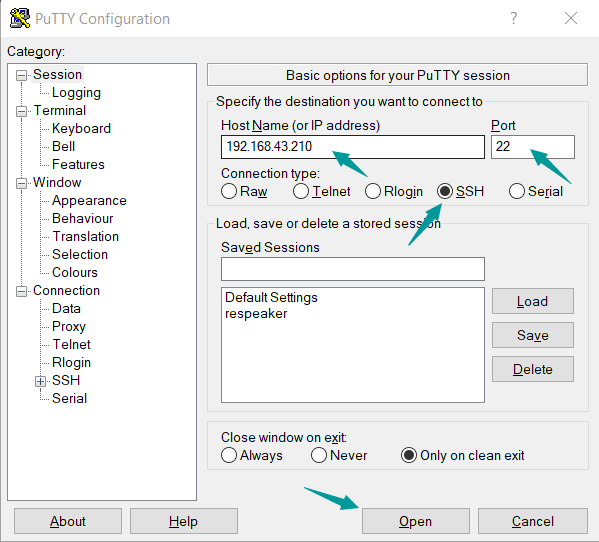 PuTTY Configuration
?
Category:
Session
Logging
Terminal
Keyboard
Bell
Features
Window
Appearance
Behaviour
Translation
Selection
Colours
Connection
Data
Proxy
Telnet
Rlogin
SSH
Serial
Basic options for your PuTTY session
Specify the destination you want to connect to
Host Name (or IP address) Port
192.168.43.210 22
Connection type:
Raw Telnet Rlogin SSH Serial
Load, save or delete a stored session
Saved Sessions
Default Settings
respeaker
Load
Save
Delete
Close window on exit:
Always Never Only on clean exit
About Help Open Cancel